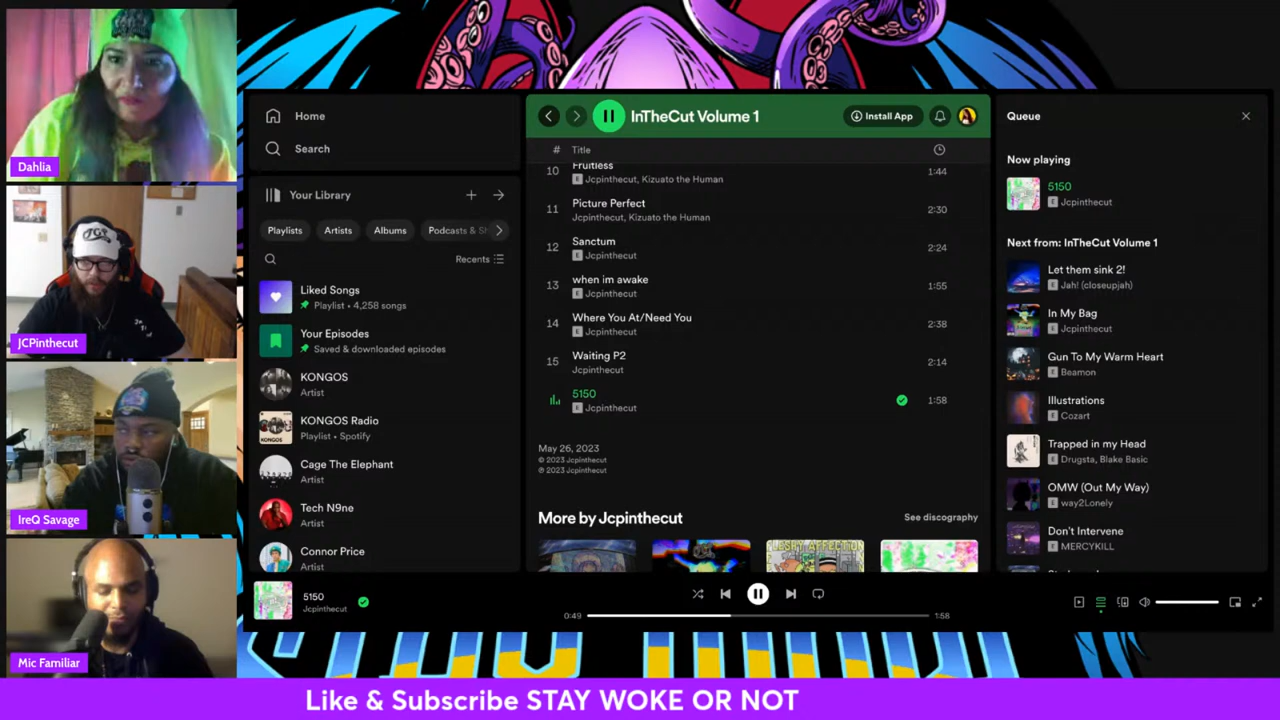 Dahlia
JCPinthecut
IreQ Savage
Mic Familiar
Home
Search
Your Library
Playlists
Artists
Albums
Podcasts & Sh
Recents
Liked Songs
Playlist • 4,258 songs
Your Episodes
Saved & downloaded episodes
KONGOS
Artist
KONGOS Radio
Playlist • Spotify
Cage The Elephant
Artist
Tech N9ne
Artist
Connor Price
Artist
InTheCut Volume 1
Install App
# Title
10 Fruitless 1:44
E Jcpinthecut, Kizuato the Human
11 Picture Perfect 2:30
Jcpinthecut, Kizuato the Human
12 Sanctum 2:24
E Jcpinthecut
13 when im awake 1:55
E Jcpinthecut
14 Where You At/Need You 2:38
E Jcpinthecut
15 Waiting P2 2:14
Jcpinthecut
5150 1:58
E Jcpinthecut
May 26, 2023
© 2023 Jcpinthecut
℗ 2023 Jcpinthecut
More by Jcpinthecut
See discography
Queue
Now playing
5150
E Jcpinthecut
Next from: InTheCut Volume 1
Let them sink 2!
E Jah! (closeupjah)
In My Bag
E Jcpinthecut
Gun To My Warm Heart
E Beamon
Illustrations
E Cozart
Trapped in my Head
E Drugsta, Blake Basic
OMW (Out My Way)
E way2Lonely
Don't Intervene
E MERCYKILL
5150
Jcpinthecut
0:49
1:58
Like & Subscribe STAY WOKE OR NOT